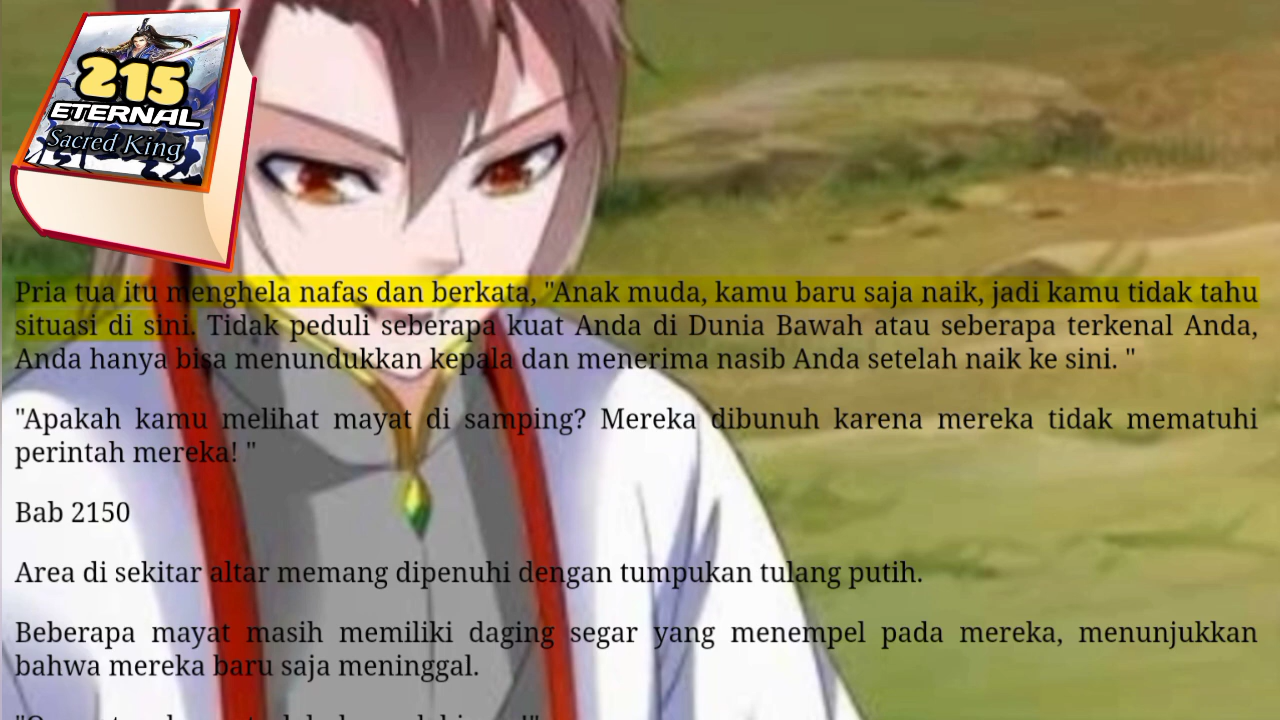 215
ETERNAL
Sacred King
Pria tua itu menghela nafas dan berkata, "Anak muda, kamu baru saja naik, jadi kamu tidak tahu
situasi di sini. Tidak peduli seberapa kuat Anda di Dunia Bawah atau seberapa terkenal Anda,
Anda hanya bisa menundukkan kepala dan menerima nasib Anda setelah naik ke sini. "
"Apakah kamu melihat mayat di samping? Mereka dibunuh karena mereka tidak mematuhi
perintah mereka! "
Bab 2150
Area di sekitar altar memang dipenuhi dengan tumpukan tulang putih.
Beberapa mayat masih memiliki daging segar yang menempel pada mereka, menunjukkan
bahwa mereka baru saja meninggal.